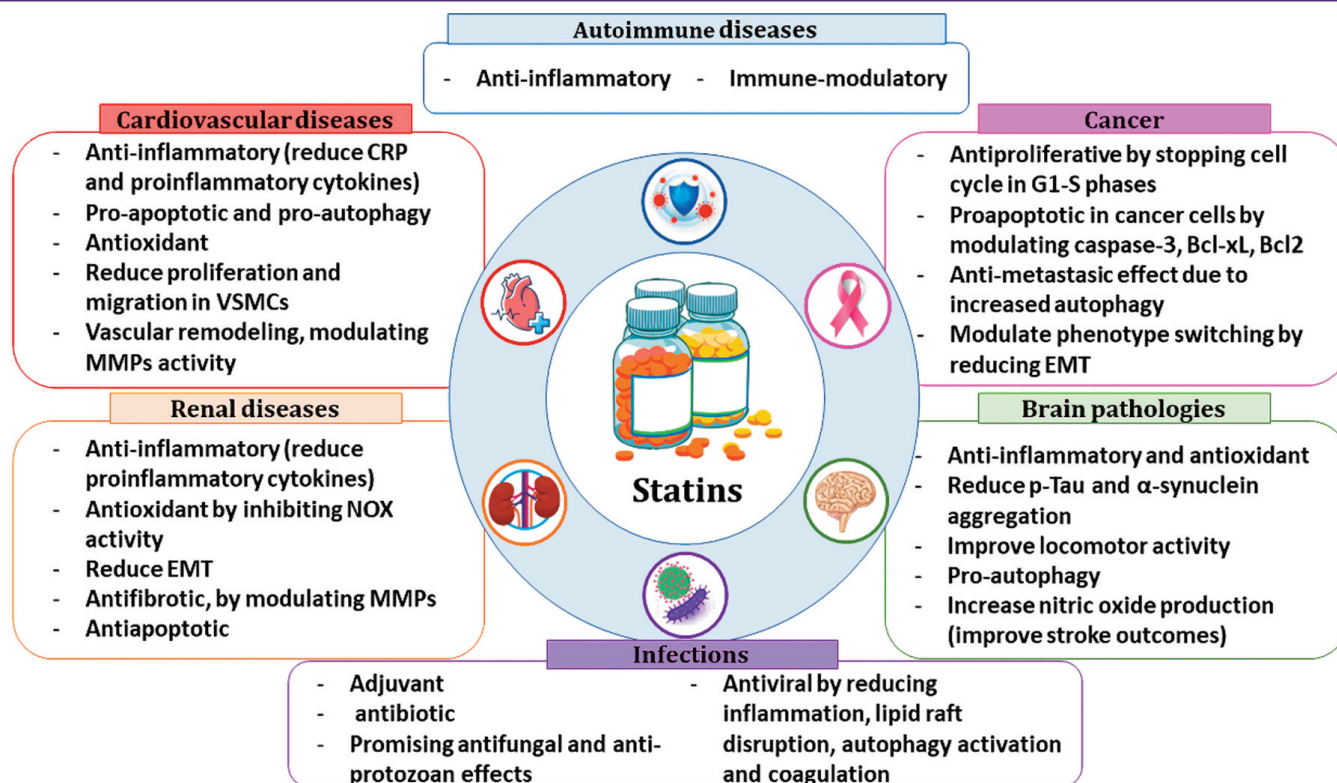 Autoimmune diseases
- Anti-inflammatory - Immune-modulatory
Cardiovascular diseases
- Anti-inflammatory (reduce CRP
and proinflammatory cytokines)
- Pro-apoptotic and pro-autophagy
- Antioxidant
- Reduce proliferation and
migration in VSMCs
- Vascular remodeling, modulating
MMPs activity
Cancer
- Antiproliferative by stopping cell
cycle in G1-S phases
- Proapoptotic in cancer cells by
modulating caspase-3, Bcl-xL, Bcl2
- Anti-metastasic effect due to
increased autophagy
- Modulate phenotype switching by
reducing EMT
Statins
Renal diseases
- Anti-inflammatory (reduce
proinflammatory cytokines)
- Antioxidant by inhibiting NOX
activity
- Reduce EMT
- Antifibrotic, by modulating MMPs
- Antiapoptotic
Brain pathologies
- Anti-inflammatory and antioxidant
- Reduce p-Tau and α-synuclein
aggregation
- Improve locomotor activity
- Pro-autophagy
- Increase nitric oxide production
(improve stroke outcomes)
Infections
- Adjuvant
- antibiotic
- Promising antifungal and anti-
protozoan effects
- Antiviral by reducing
inflammation, lipid raft
disruption, autophagy activation
and coagulation